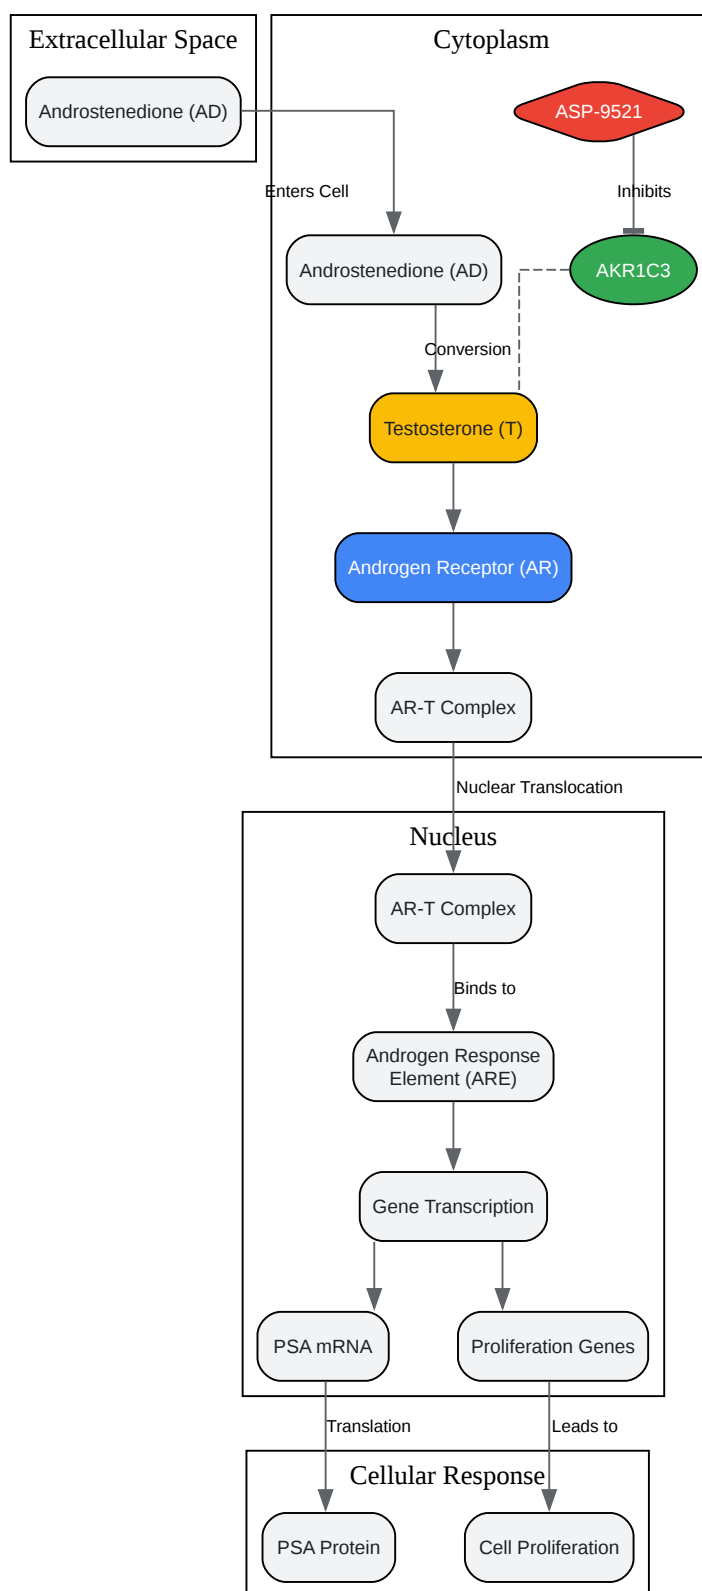 Extracellular Space
Cytoplasm
Androstenedione (AD)
ASP-9521
Enters Cell
Inhibits
Androstenedione (AD)
AKR1C3
Conversion
Testosterone (T)
Androgen Receptor (AR)
AR-T Complex
Nuclear Translocation
Nucleus
AR-T Complex
Binds to
Androgen Response
Element (ARE)
Gene Transcription
PSA mRNA
Proliferation Genes
Translation
Leads to
Cellular Response
PSA Protein
Cell Proliferation